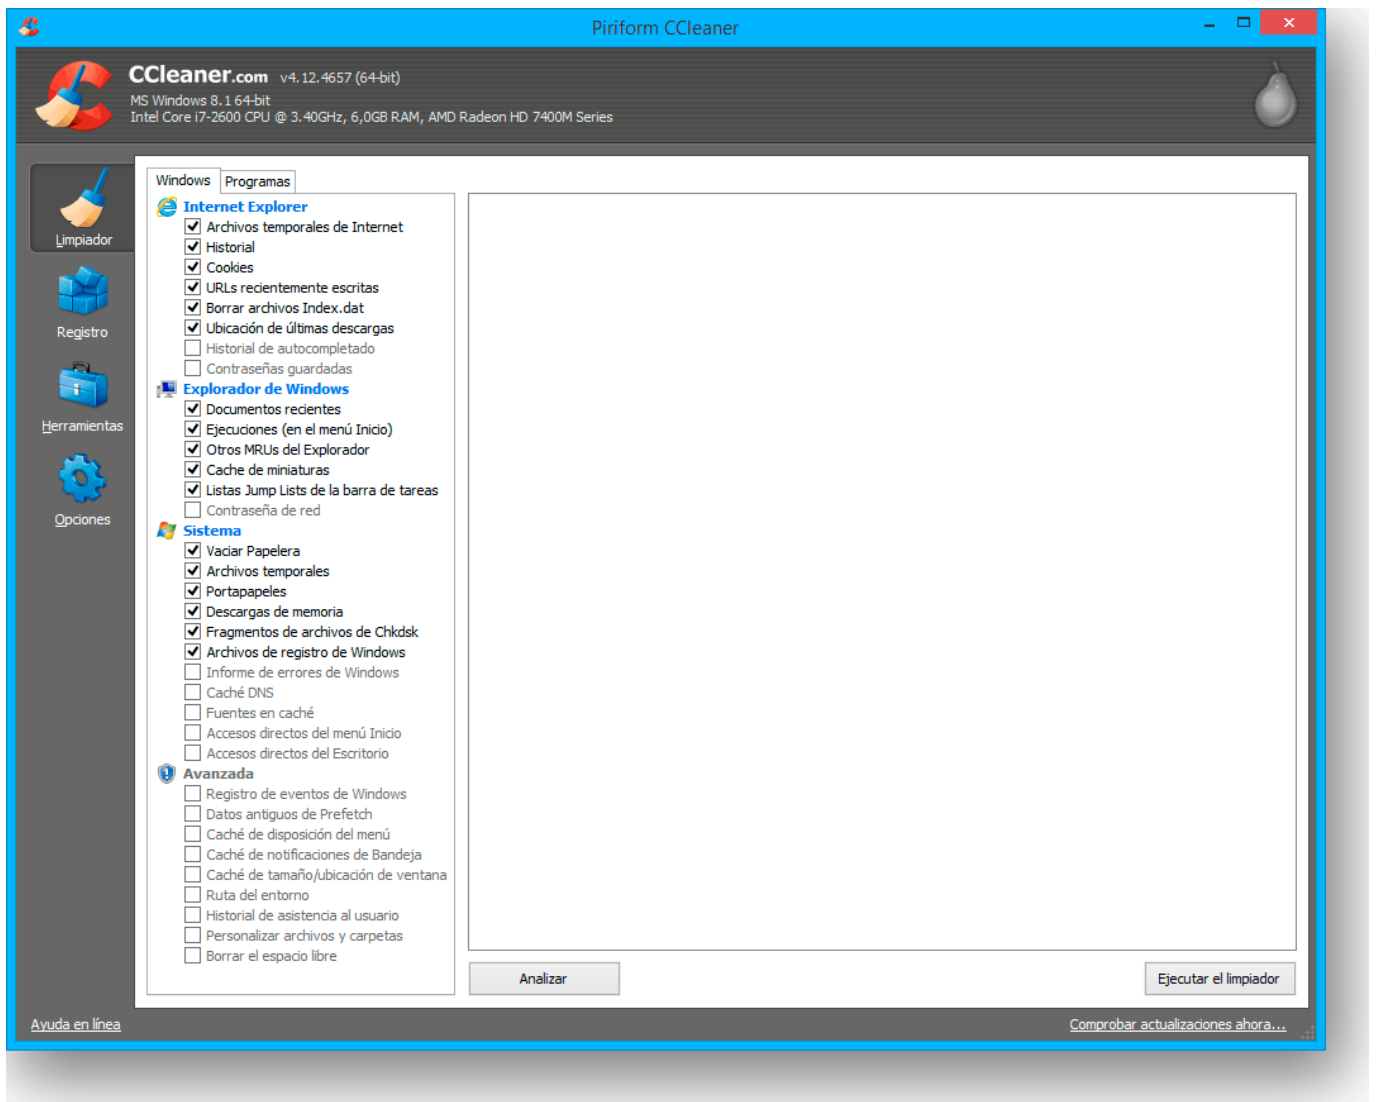 Piriform CCleaner
CCleaner.com v4.12.4657 (64-bit)
MS Windows 8.1 64-bit
Intel Core i7-2600 CPU @ 3.40GHz, 6,0GB RAM, AMD Radeon HD 7400M Series
Limpiador
Registro
Herramientas
Opciones
Windows Programas
Internet Explorer
Archivos temporales de Internet
Historial
Cookies
URLs recientemente escritas
Borrar archivos Index.dat
Ubicación de últimas descargas
Historial de autocompletado
Contraseñas guardadas
Explorador de Windows
Documentos recientes
Ejecuciones (en el menú Inicio)
Otros MRUs del Explorador
Cache de miniaturas
Listas Jump Lists de la barra de tareas
Contraseña de red
Sistema
Vaciar Papelera
Archivos temporales
Portapapeles
Descargas de memoria
Fragmentos de archivos de Chkdsk
Archivos de registro de Windows
Informe de errores de Windows
Caché DNS
Fuentes en caché
Accesos directos del menú Inicio
Accesos directos del Escritorio
Avanzada
Registro de eventos de Windows
Datos antiguos de Prefetch
Caché de disposición del menú
Caché de notificaciones de Bandeja
Caché de tamaño/ubicación de ventana
Ruta del entorno
Historial de asistencia al usuario
Personalizar archivos y carpetas
Borrar el espacio libre
Analizar
Ejecutar el limpiador
Ayuda en línea
Comprobar actualizaciones ahora...